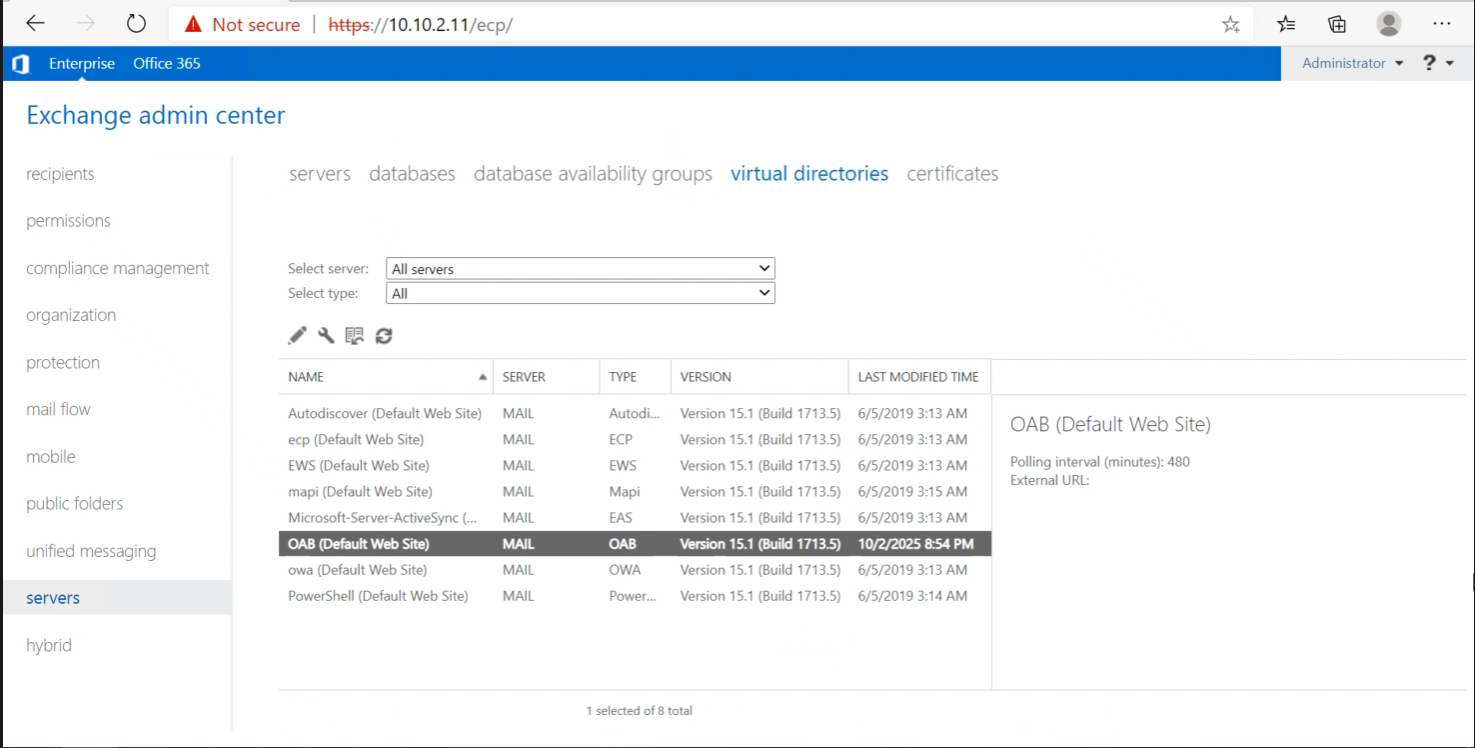 Not secure | https://10.10.2.11/ecp/
Enterprise Office 365 Administrator ?
Exchange admin center
recipients
permissions
compliance management
organization
protection
mail flow
mobile
public folders
unified messaging
servers
hybrid
servers databases database availability groups virtual directories certificates
Select server: All servers
Select type: All
NAME SERVER TYPE VERSION LAST MODIFIED TIME
Autodiscover (Default Web Site) MAIL Autodi... Version 15.1 (Build 1713.5) 6/5/2019 3:13 AM
ecp (Default Web Site) MAIL ECP Version 15.1 (Build 1713.5) 6/5/2019 3:13 AM
EWS (Default Web Site) MAIL EWS Version 15.1 (Build 1713.5) 6/5/2019 3:13 AM
mapi (Default Web Site) MAIL Mapi Version 15.1 (Build 1713.5) 6/5/2019 3:15 AM
Microsoft-Server-ActiveSync (... MAIL EAS Version 15.1 (Build 1713.5) 6/5/2019 3:13 AM
OAB (Default Web Site) MAIL OAB Version 15.1 (Build 1713.5) 10/2/2025 8:54 PM
owa (Default Web Site) MAIL OWA Version 15.1 (Build 1713.5) 6/5/2019 3:13 AM
PowerShell (Default Web Site) MAIL Power... Version 15.1 (Build 1713.5) 6/5/2019 3:14 AM
OAB (Default Web Site)
Polling interval (minutes): 480
External URL:
1 selected of 8 total